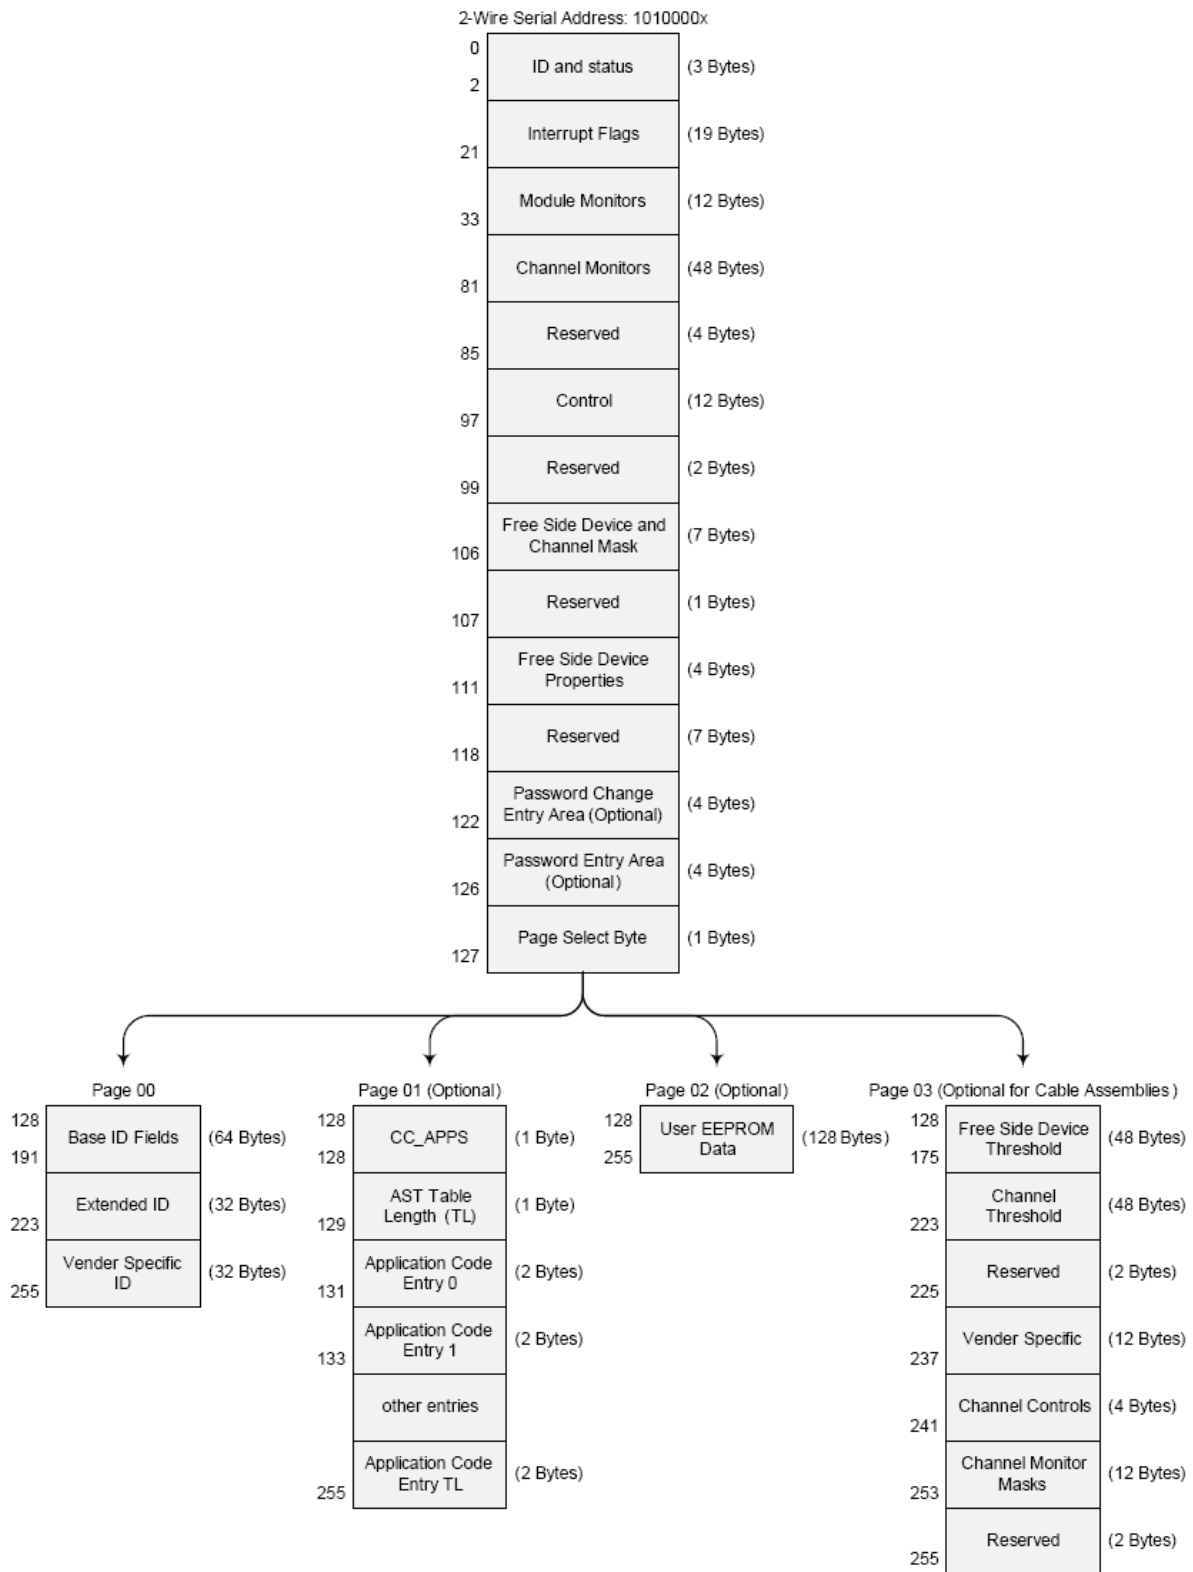 2-Wire Serial Address: 1010000x
0
ID and status
(3 Bytes)
2
Interrupt Flags
(19 Bytes)
21
Module Monitors
(12 Bytes)
33
Channel Monitors
(48 Bytes)
81
Reserved
(4 Bytes)
85
Control
(12 Bytes)
97
Reserved
(2 Bytes)
99
Free Side Device and
Channel Mask
(7 Bytes)
106
Reserved
(1 Bytes)
107
Free Side Device
Properties
(4 Bytes)
111
Reserved
(7 Bytes)
118
Password Change
Entry Area (Optional)
(4 Bytes)
122
Password Entry Area
(Optional)
(4 Bytes)
126
Page Select Byte
(1 Bytes)
127
Page 00
128
Base ID Fields
(64 Bytes)
191
Extended ID
(32 Bytes)
223
Vender Specific
ID
(32 Bytes)
255
Page 01 (Optional)
128
CC_APPS
(1 Byte)
128
AST Table
Length (TL)
(1 Byte)
129
Application Code
Entry 0
(2 Bytes)
131
Application Code
Entry 1
(2 Bytes)
133
other entries
Application Code
Entry TL
(2 Bytes)
255
Page 02 (Optional)
128
User EEPROM
Data
(128 Bytes)
255
Page 03 (Optional for Cable Assemblies)
128
Free Side Device
Threshold
(48 Bytes)
175
Channel
Threshold
(48 Bytes)
223
Reserved
(2 Bytes)
225
Vender Specific
(12 Bytes)
237
Channel Controls
(4 Bytes)
241
Channel Monitor
Masks
(12 Bytes)
253
Reserved
(2 Bytes)
255